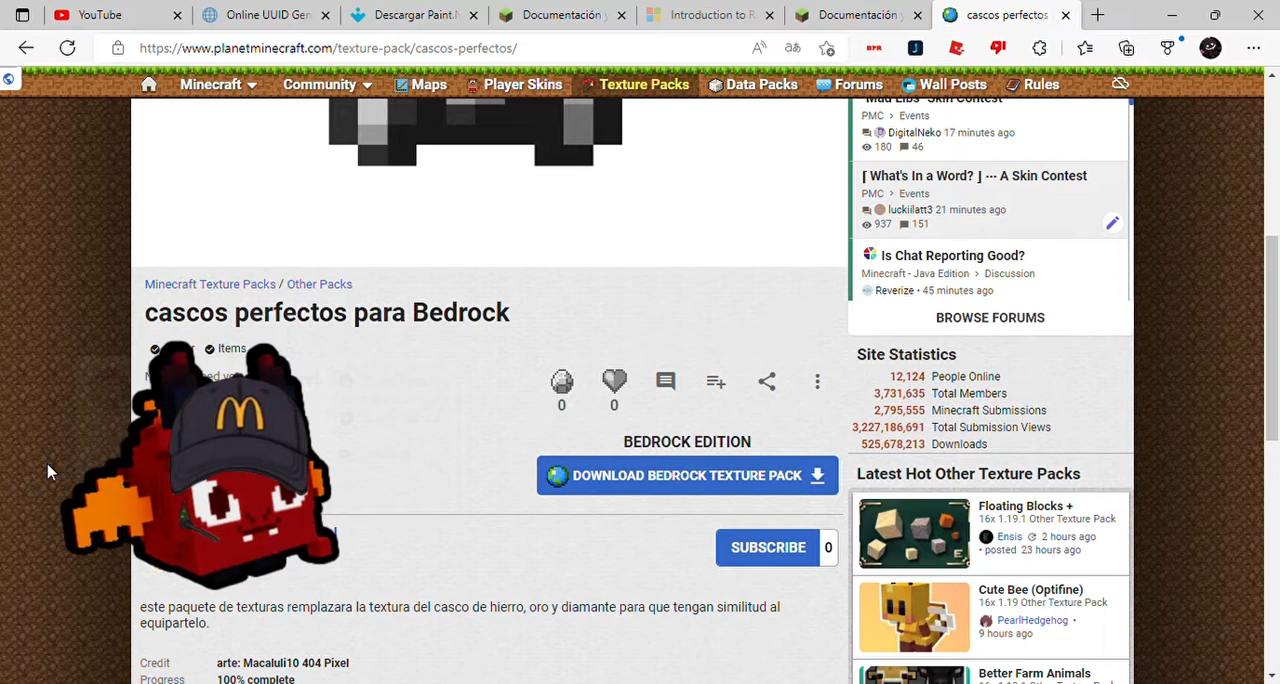 YouTube
Online UUID Gen
Descargar Paint.N
Documentación y
Introduction to R
Documentación y
cascos perfectos
https://www.planetminecraft.com/texture-pack/cascos-perfectos/
Minecraft
Community
Maps
Player Skins
Texture Packs
Data Packs
Forums
Wall Posts
Rules
"Mad Libs" Skin Contest
PMC > Events
DigitalNeko 17 minutes ago
180 46
[ What's In a Word? ] ··· A Skin Contest
PMC > Events
luckiilatt3 21 minutes ago
937 151
Is Chat Reporting Good?
Minecraft - Java Edition > Discussion
Reverize • 45 minutes ago
BROWSE FORUMS
Minecraft Texture Packs / Other Packs
cascos perfectos para Bedrock
Items
0 0
BEDROCK EDITION
DOWNLOAD BEDROCK TEXTURE PACK
SUBSCRIBE 0
este paquete de texturas remplazara la textura del casco de hierro, oro y diamante para que tengan similitud al
equipartelo.
Credit arte: Macaluli10 404 Pixel
Progress 100% complete
Site Statistics
12,124 People Online
3,731,635 Total Members
2,795,555 Minecraft Submissions
3,227,186,691 Total Submission Views
525,678,213 Downloads
Latest Hot Other Texture Packs
Floating Blocks +
16x 1.19.1 Other Texture Pack
Ensis 2 hours ago
• posted 23 hours ago
Cute Bee (Optifine)
16x 1.19 Other Texture Pack
PearlHedgehog •
9 hours ago
Better Farm Animals